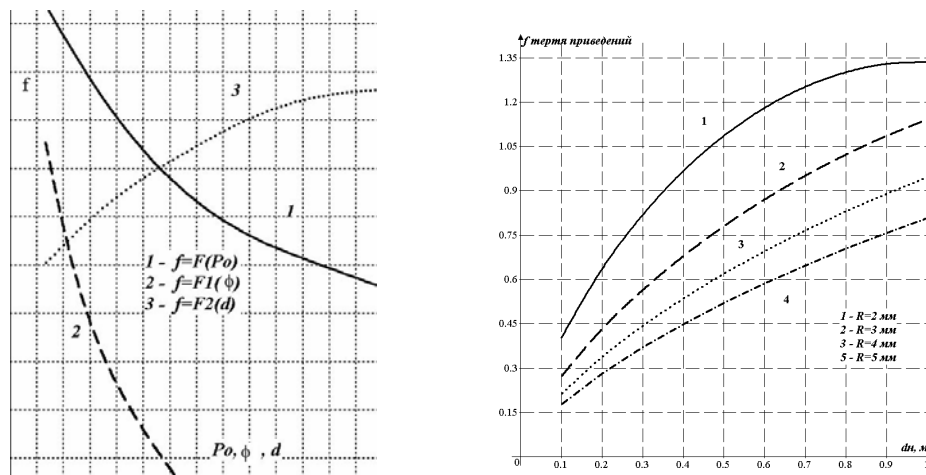 f
3
1
1 - f=F(Po)
2 - f=F1(ϕ)
3 - f=F2(d)
2
Po, ϕ , d
f тертя приведений
1.35
1.2
1.05
0.9
0.75
0.6
0.45
0.3
0.15
1
2
3
4
1 - R=2 мм
2 - R=3 мм
3 - R=4 мм
5 - R=5 мм
dн, м
0 0.1 0.2 0.3 0.4 0.5 0.6 0.7 0.8 0.9